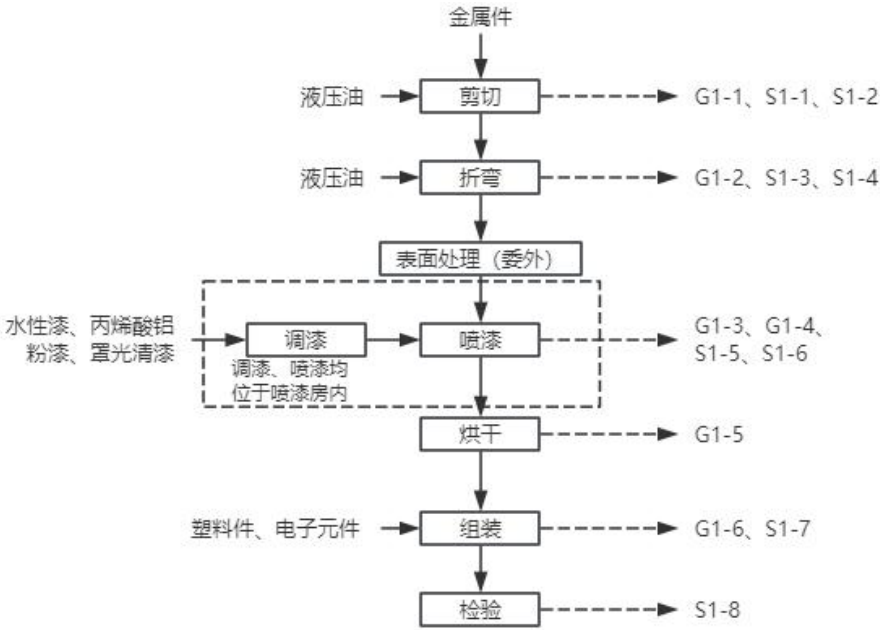 金属件
液压油
剪切
G1-1、S1-1、S1-2
液压油
折弯
G1-2、S1-3、S1-4
表面处理（委外）
水性漆、丙烯酸铝
粉漆、罩光清漆
调漆
喷漆
G1-3、G1-4、
S1-5、S1-6
调漆、喷漆均
位于喷漆房内
烘干
G1-5
塑料件、电子元件
组装
G1-6、S1-7
检验
S1-8